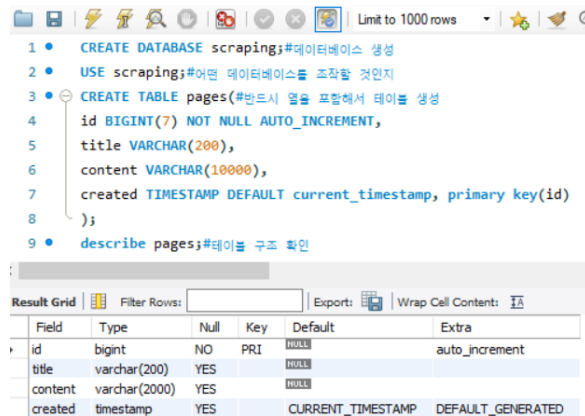 Limit to 1000 rows
1 CREATE DATABASE scraping;#데이터베이스 생성
2 USE scraping;#어떤 데이터베이스를 조작할 것인지
3 CREATE TABLE pages(#반드시 열을 포함해서 테이블 생성
4 id BIGINT(7) NOT NULL AUTO_INCREMENT,
5 title VARCHAR(200),
6 content VARCHAR(10000),
7 created TIMESTAMP DEFAULT current_timestamp, primary key(id)
8 );
9 describe pages;#테이블 구조 확인
Result Grid Filter Rows: Export: Wrap Cell Content: IA
Field Type Null Key Default Extra
id bigint NO PRI NULL auto_increment
title varchar(200) YES NULL
content varchar(2000) YES NULL
created timestamp YES CURRENT_TIMESTAMP DEFAULT_GENERATED